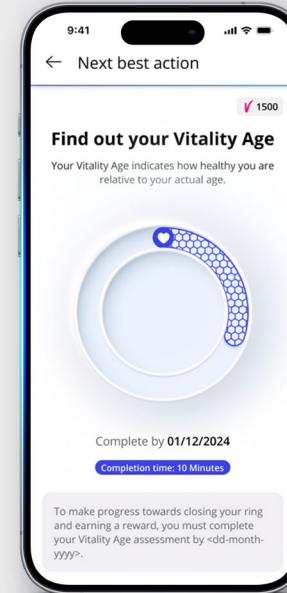 9:41
Next best action
1500
Find out your Vitality Age
Your Vitality Age indicates how healthy you are
relative to your actual age.
Complete by 01/12/2024
Completion time: 10 Minutes
To make progress towards closing your ring
and earning a reward, you must complete
your Vitality Age assessment by <dd-month-
yyyy>.